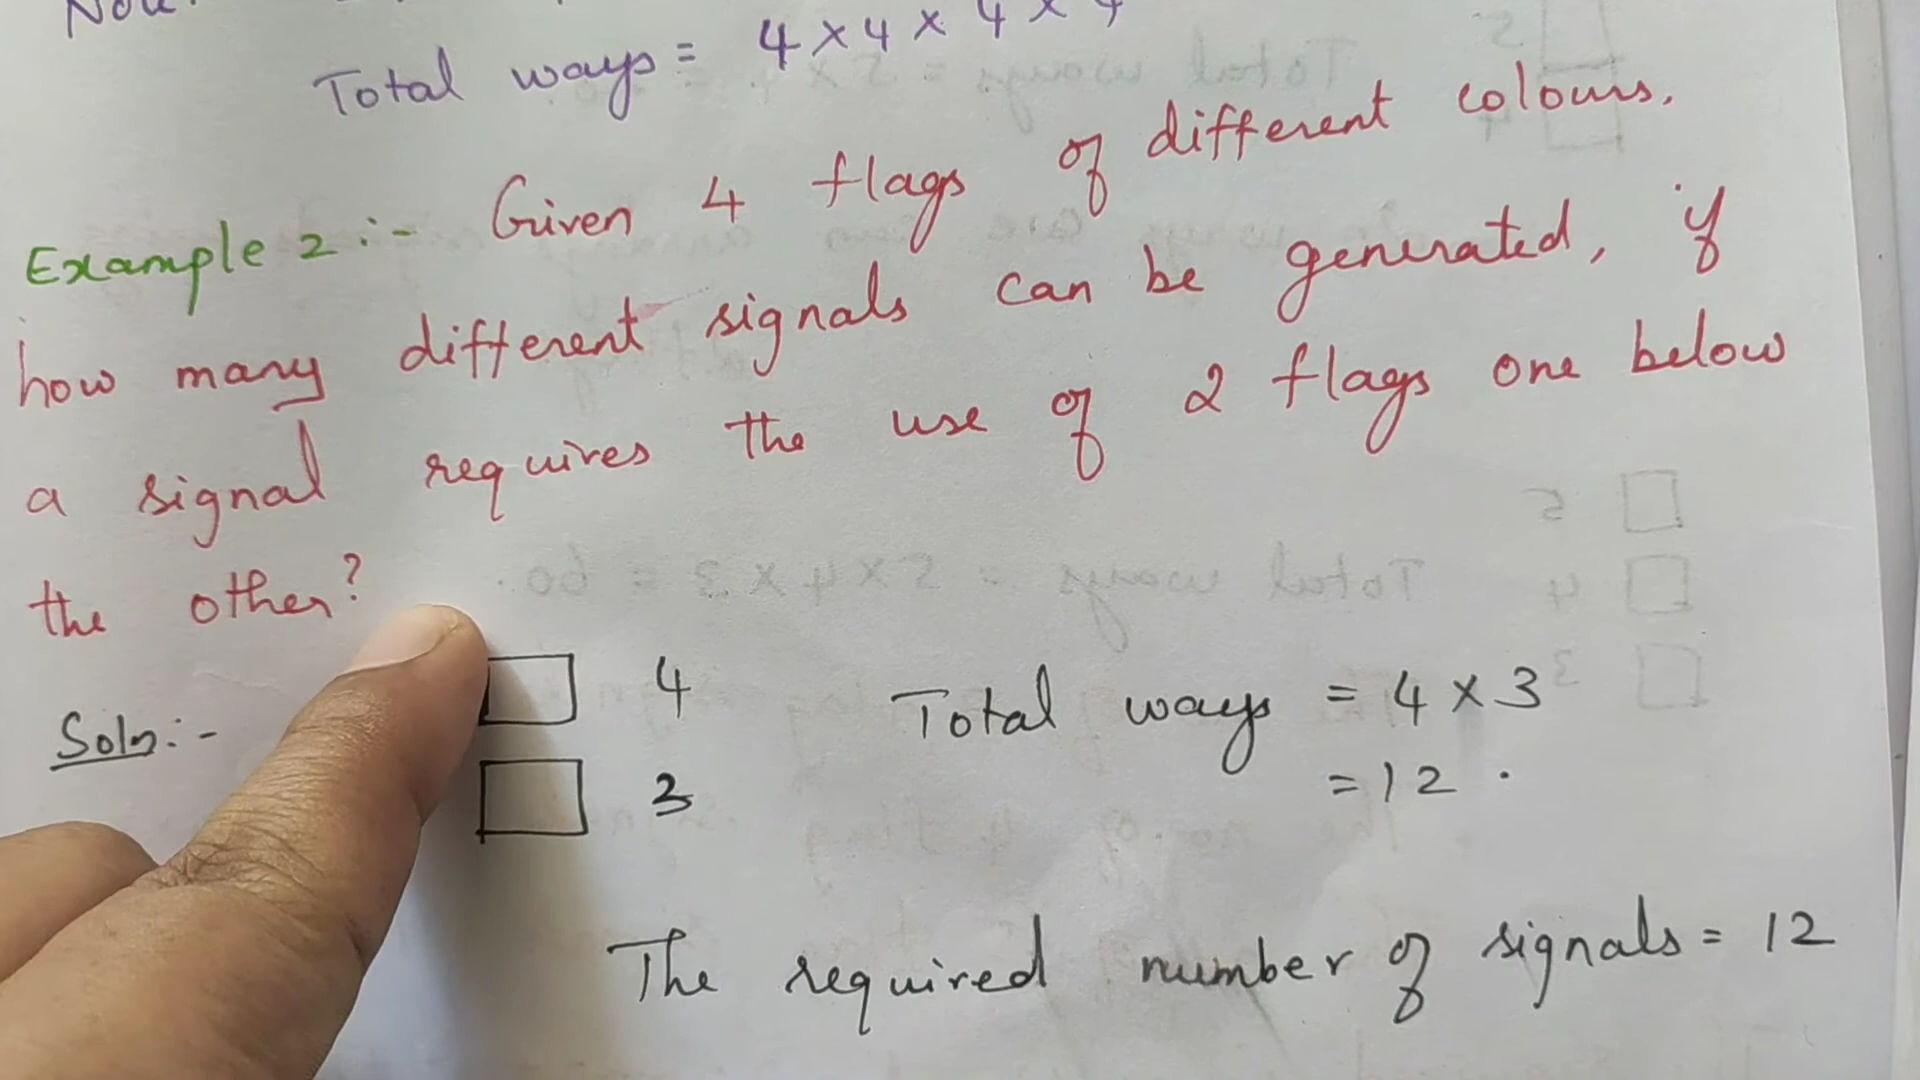 Total ways = 4 × 4 × 4 × 4
Example 2 :- Given 4 flags of different colours,
how many different signals can be generated, if
a signal requires the use of 2 flags one below
the other?
Soln :-
4 Total ways = 4 × 3
3 = 12 .
The required number of signals = 12